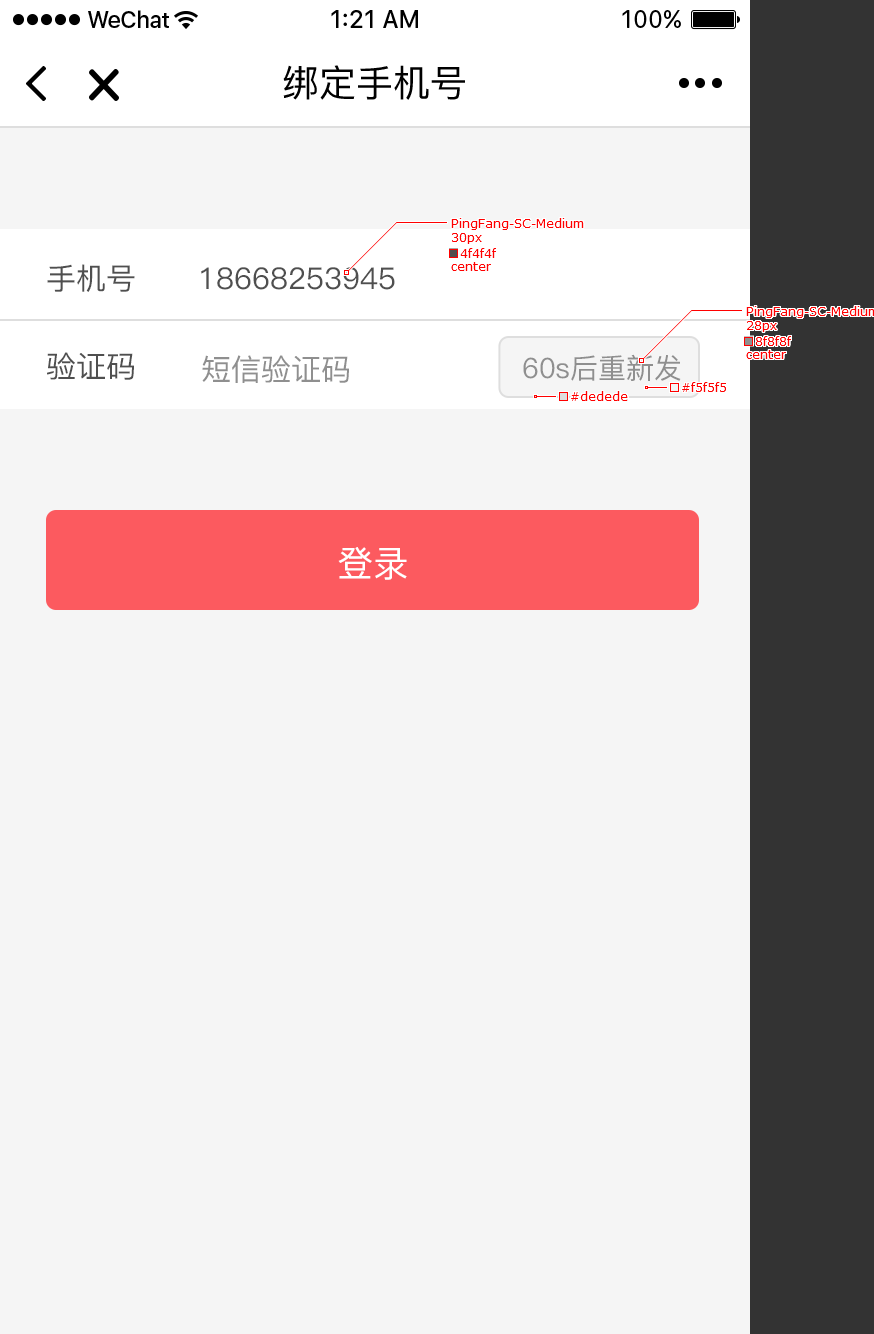 WeChat 1:21 AM 100%
绑定手机号
PingFang-SC-Medium
30px
4f4f4f
center
手机号 18668253945
PingFang-SC-Medium
28px
8f8f8f
center
验证码 短信验证码 60s后重新发
#f5f5f5
#dedede
登录